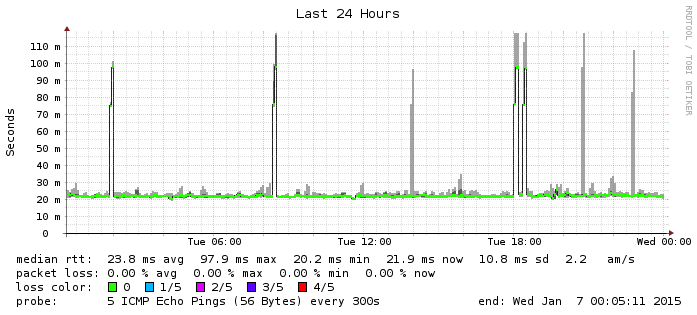 Last 24 Hours
RRDTOOL / TOBI OETIKER
Seconds
110 m
100 m
90 m
80 m
70 m
60 m
50 m
40 m
30 m
20 m
10 m
0
Tue 06:00 Tue 12:00 Tue 18:00 Wed 00:00
median rtt: 23.8 ms avg 97.9 ms max 20.2 ms min 21.9 ms now 10.8 ms sd 2.2 am/s
packet loss: 0.00 % avg 0.00 % max 0.00 % min 0.00 % now
loss color: 0 1/5 2/5 3/5 4/5
probe: 5 ICMP Echo Pings (56 Bytes) every 300s end: Wed Jan 7 00:05:11 2015